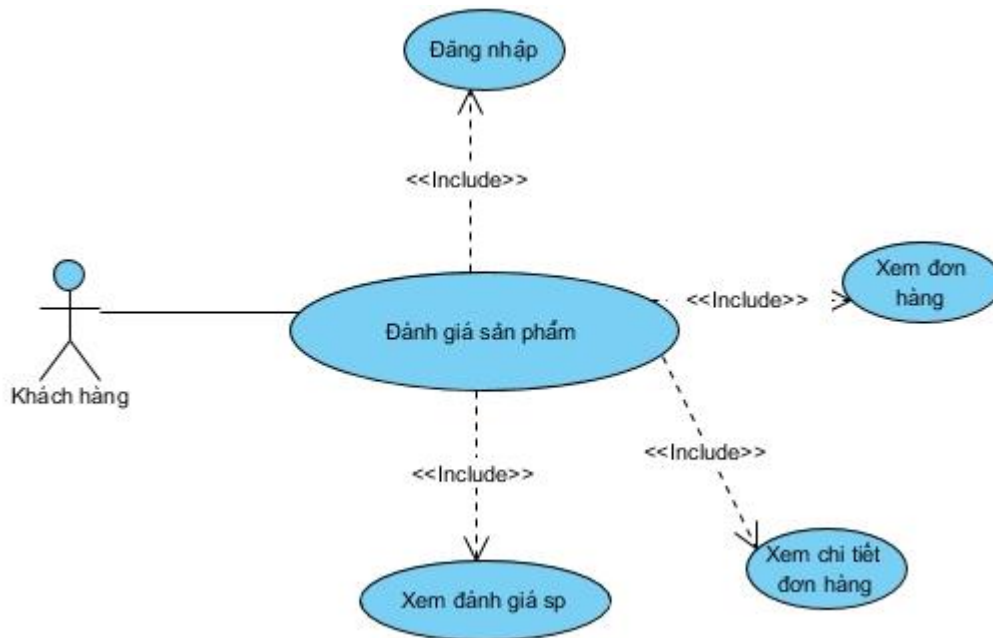 Đăng nhập
<<Include>>
Xem đơn
hàng
<<Include>>
Đánh giá sản phẩm
Khách hàng
<<Include>>
<<Include>>
Xem chi tiết
đơn hàng
Xem đánh giá sp